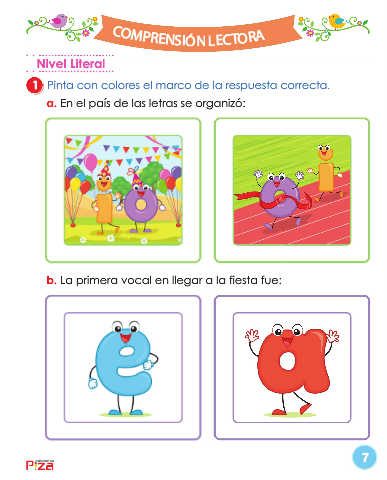 COMPRENSIÓN LECTORA
Nivel Literal
1 Pinta con colores el marco de la respuesta correcta.
a. En el país de las letras se organizó:
i o
o i
b. La primera vocal en llegar a la fiesta fue:
e a
PIZA
7